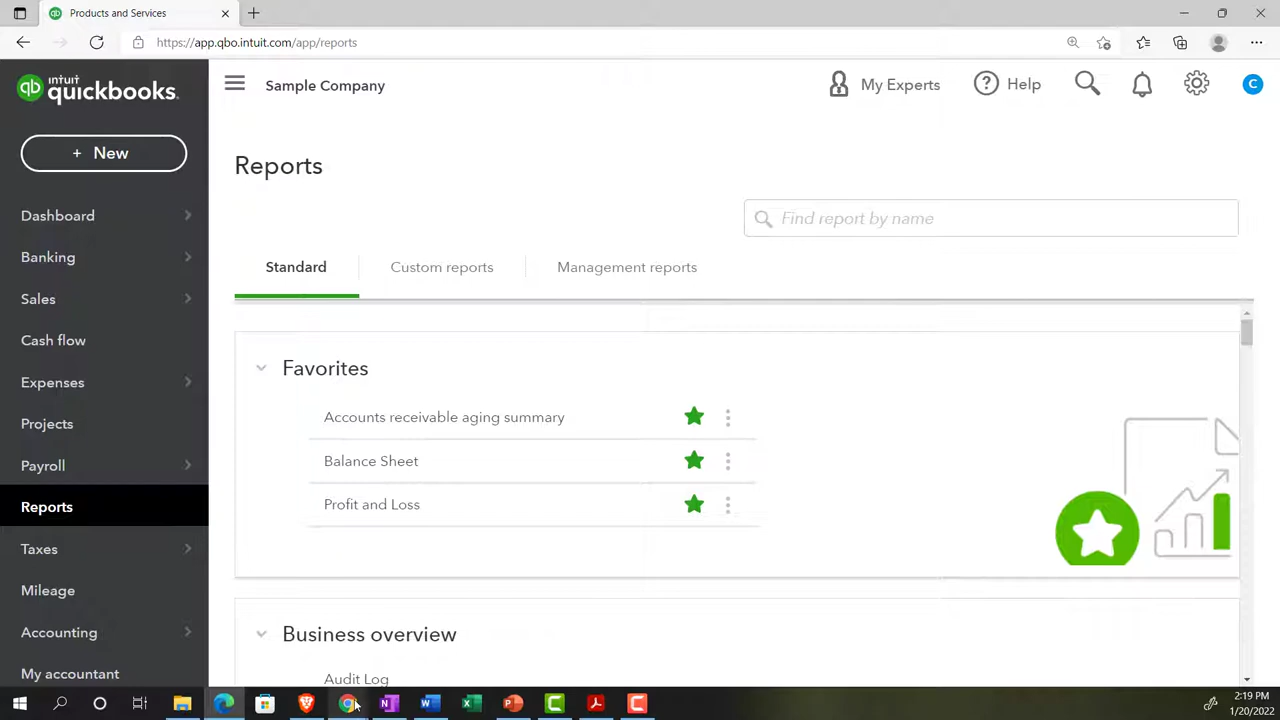 Products and Services
https://app.qbo.intuit.com/app/reports
intuit
quickbooks.
qb
Sample Company
My Experts
Help
C
+ New
Dashboard
Banking
Sales
Cash flow
Expenses
Projects
Payroll
Reports
Taxes
Mileage
Accounting
My accountant
Reports
Find report by name
Standard
Custom reports
Management reports
Favorites
Accounts receivable aging summary
Balance Sheet
Profit and Loss
Business overview
Audit Log
2:19 PM
1/20/2022